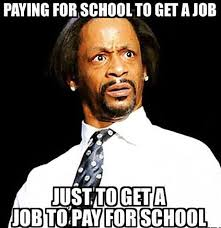 PAYING FOR SCHOOL TO GET A JOB
JUST TO GET A
JOB TO PAY FOR SCHOOL